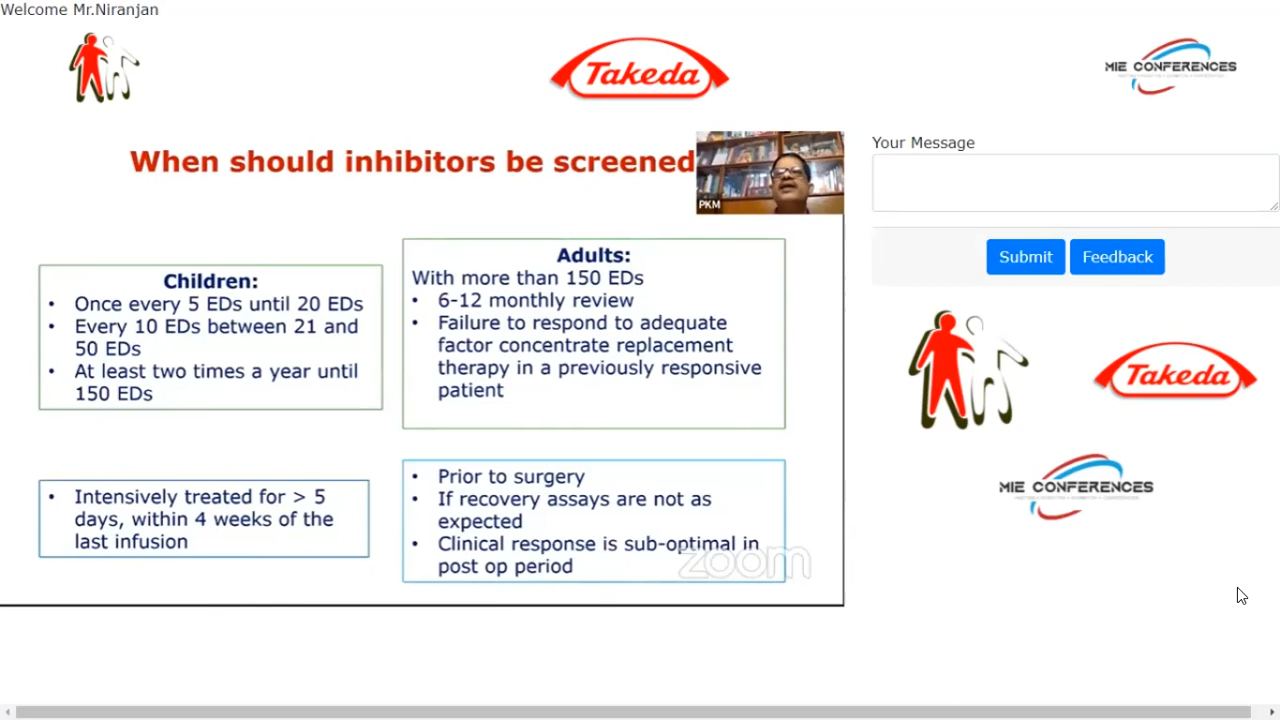 Welcome Mr.Niranjan
Takeda
MIE CONFERENCES
When should inhibitors be screened
PKM
Your Message
Submit
Feedback
Children:
• Once every 5 EDs until 20 EDs
• Every 10 EDs between 21 and
50 EDs
• At least two times a year until
150 EDs
Adults:
With more than 150 EDs
• 6-12 monthly review
• Failure to respond to adequate
factor concentrate replacement
therapy in a previously responsive
patient
Takeda
MIE CONFERENCES
• Intensively treated for > 5
days, within 4 weeks of the
last infusion
• Prior to surgery
• If recovery assays are not as
expected
• Clinical response is sub-optimal in
post op period
zoom